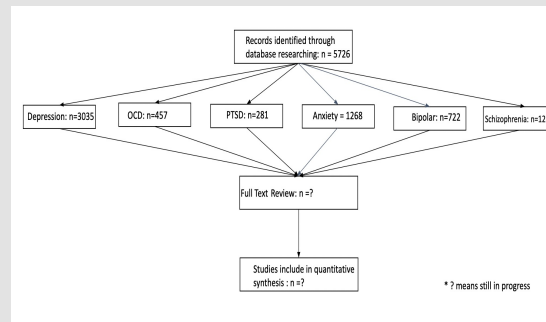 Records identified through
database researching: n = 5726
Depression: n=3035
OCD: n=457
PTSD: n=281
Anxiety = 1268
Bipolar: n=722
Schizophrenia: n=12
Full Text Review: n =?
Studies include in quantitative
synthesis : n =?
* ? means still in progress